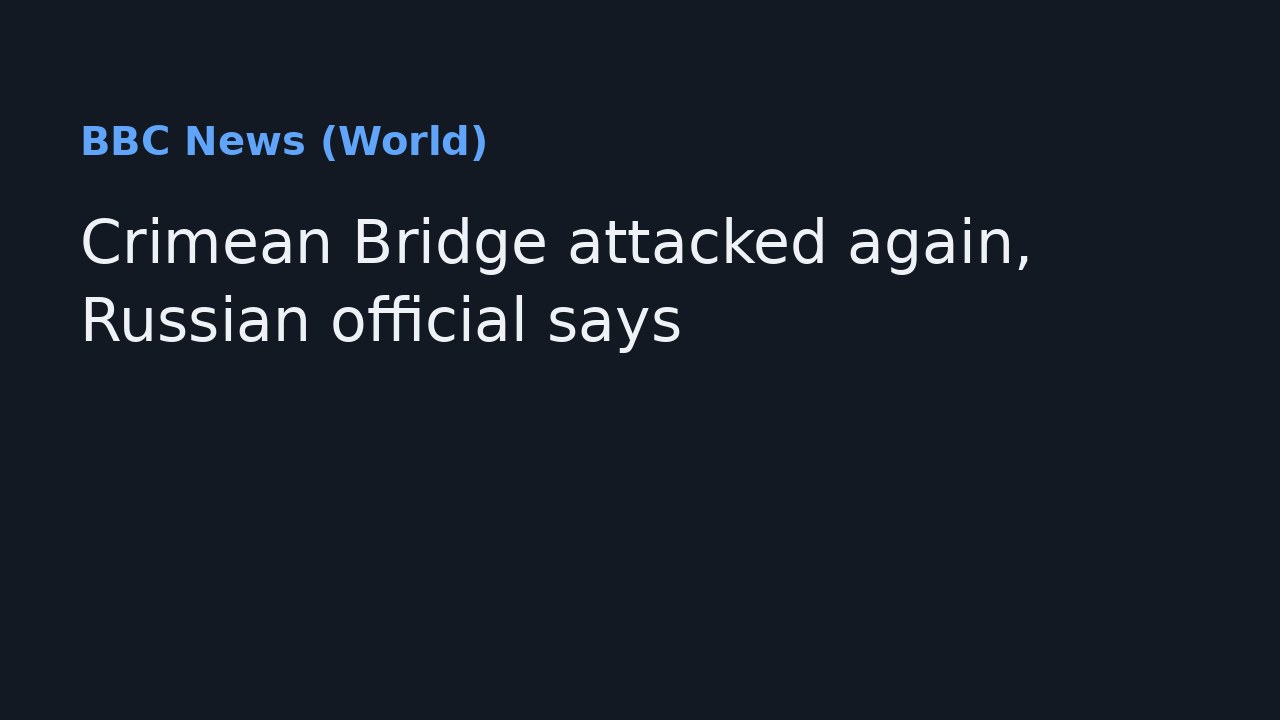 BBC News (World)
Crimean Bridge attacked again,
Russian official says